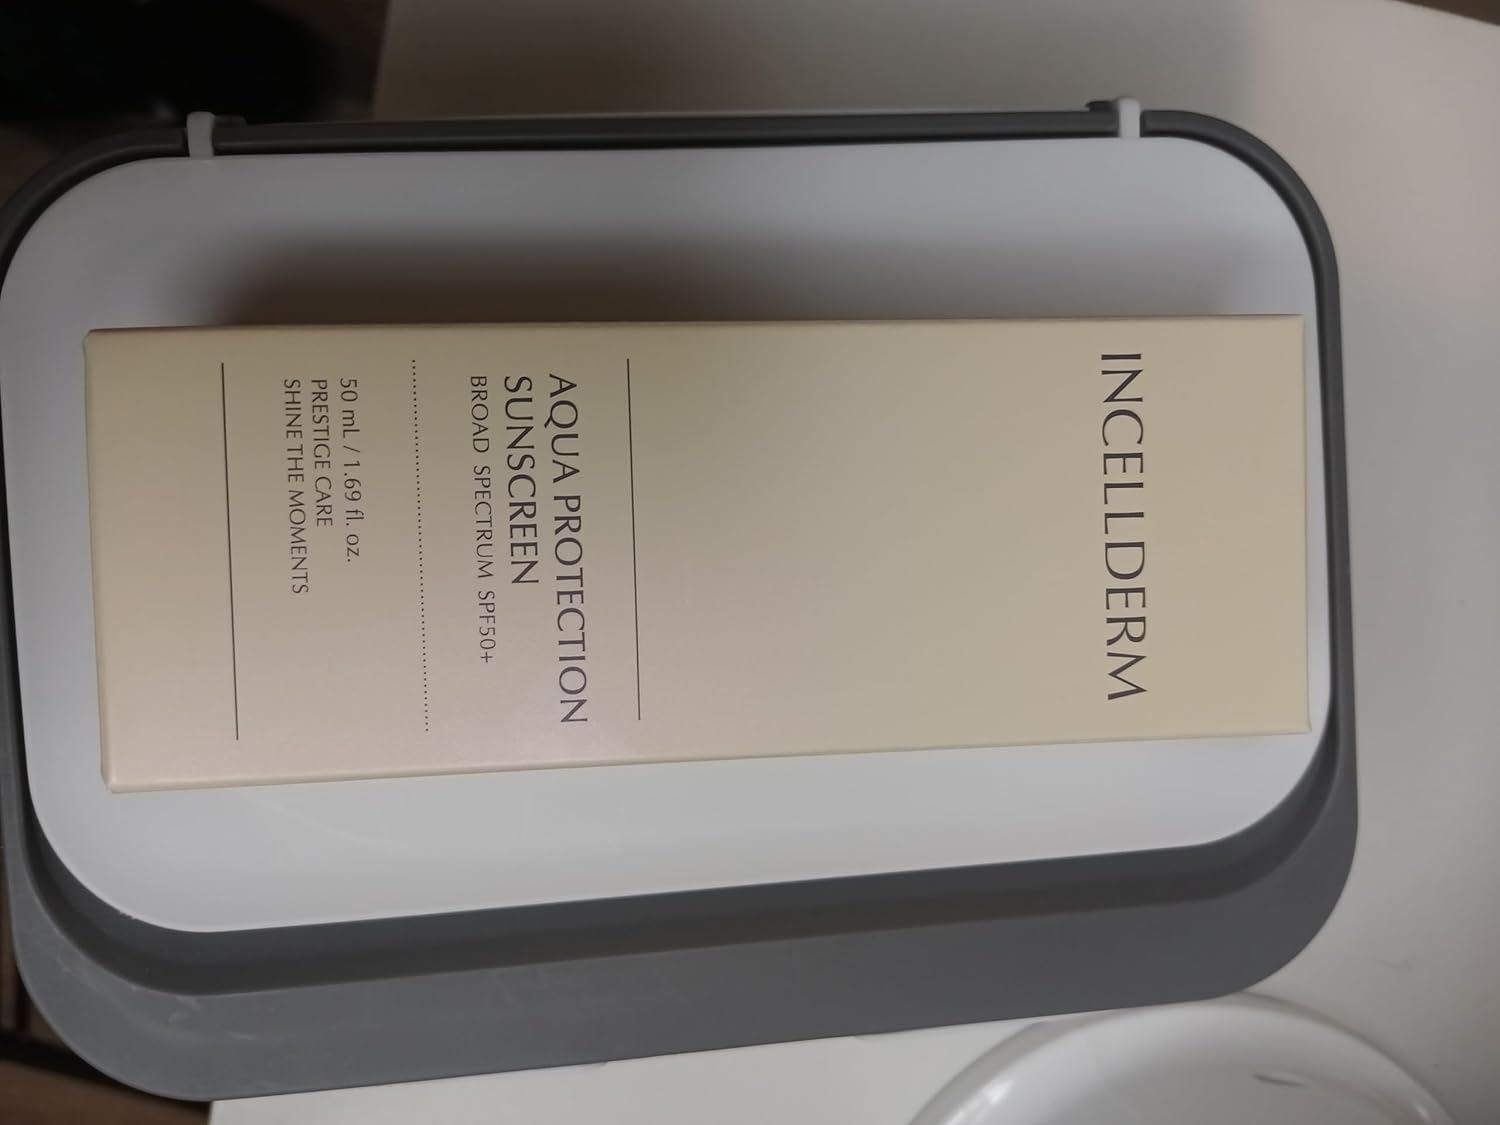 INCELLDERM
AQUA PROTECTION
SUNSCREEN
BROAD SPECTRUM SPF50+
50 mL / 1.69 fl. oz.
PRESTIGE CARE
SHINE THE MOMENTS